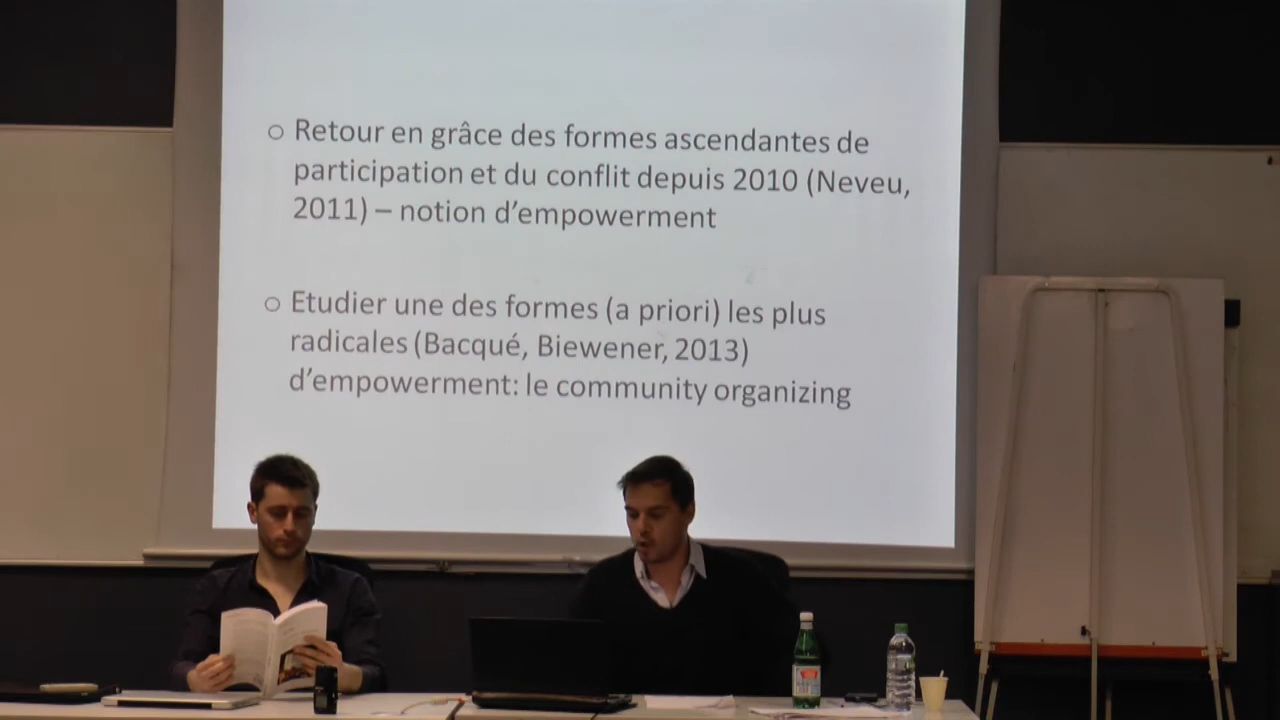 ○ Retour en grâce des formes ascendantes de
participation et du conflit depuis 2010 (Neveu,
2011) – notion d’empowerment
○ Etudier une des formes (a priori) les plus
radicales (Bacqué, Biewener, 2013)
d’empowerment: le community organizing